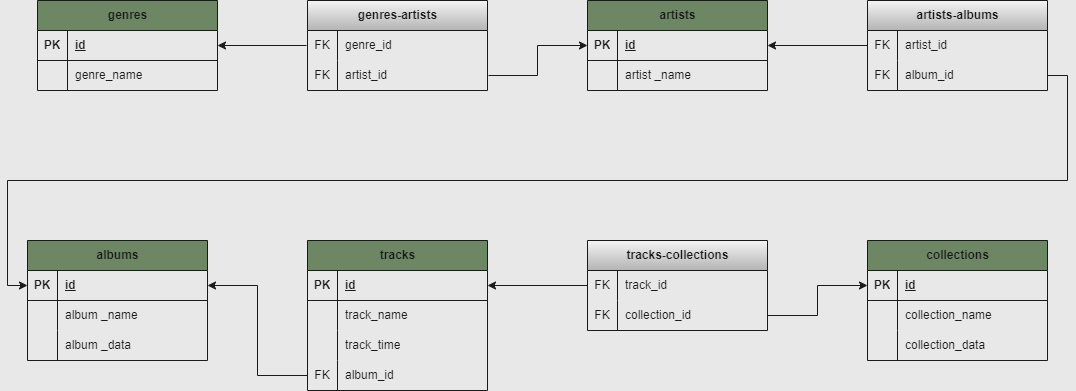 genres
PK id
genre_name
genres-artists
FK genre_id
FK artist_id
artists
PK id
artist _name
artists-albums
FK artist_id
FK album_id
albums
PK id
album _name
album _data
tracks
PK id
track_name
track_time
FK album_id
tracks-collections
FK track_id
FK collection_id
collections
PK id
collection_name
collection_data